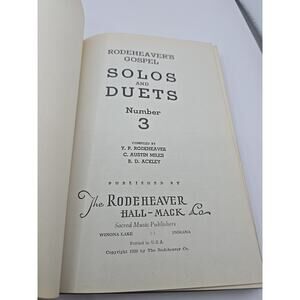 RODEHEAVER'S
GOSPEL
SOLOS
AND
DUETS
Number
3
COMPILED BY
Y. P. RODEHEAVER
C. AUSTIN MILES
B. D. ACKLEY
PUBLISHED BY
The RODEHEAVER
HALL-MACK Co.
Sacred Music Publishers
WINONA LAKE INDIANA
Printed in U.S.A.
Copyright 1938 by The Rodeheaver Co.